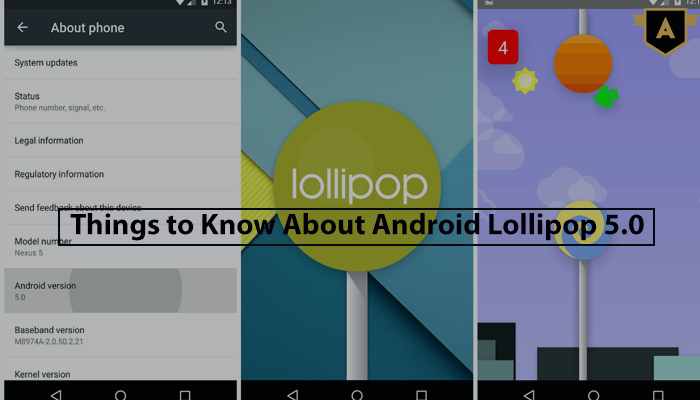 12:13
About phone
System updates
Status
Phone number, signal, etc.
Legal information
Regulatory information
Send feedback about this device
Model number
Nexus 5
Android version
5.0
Baseband version
M8974A-2.0.50.2.21
Kernel version
lollipop
4
A
Things to Know About Android Lollipop 5.0